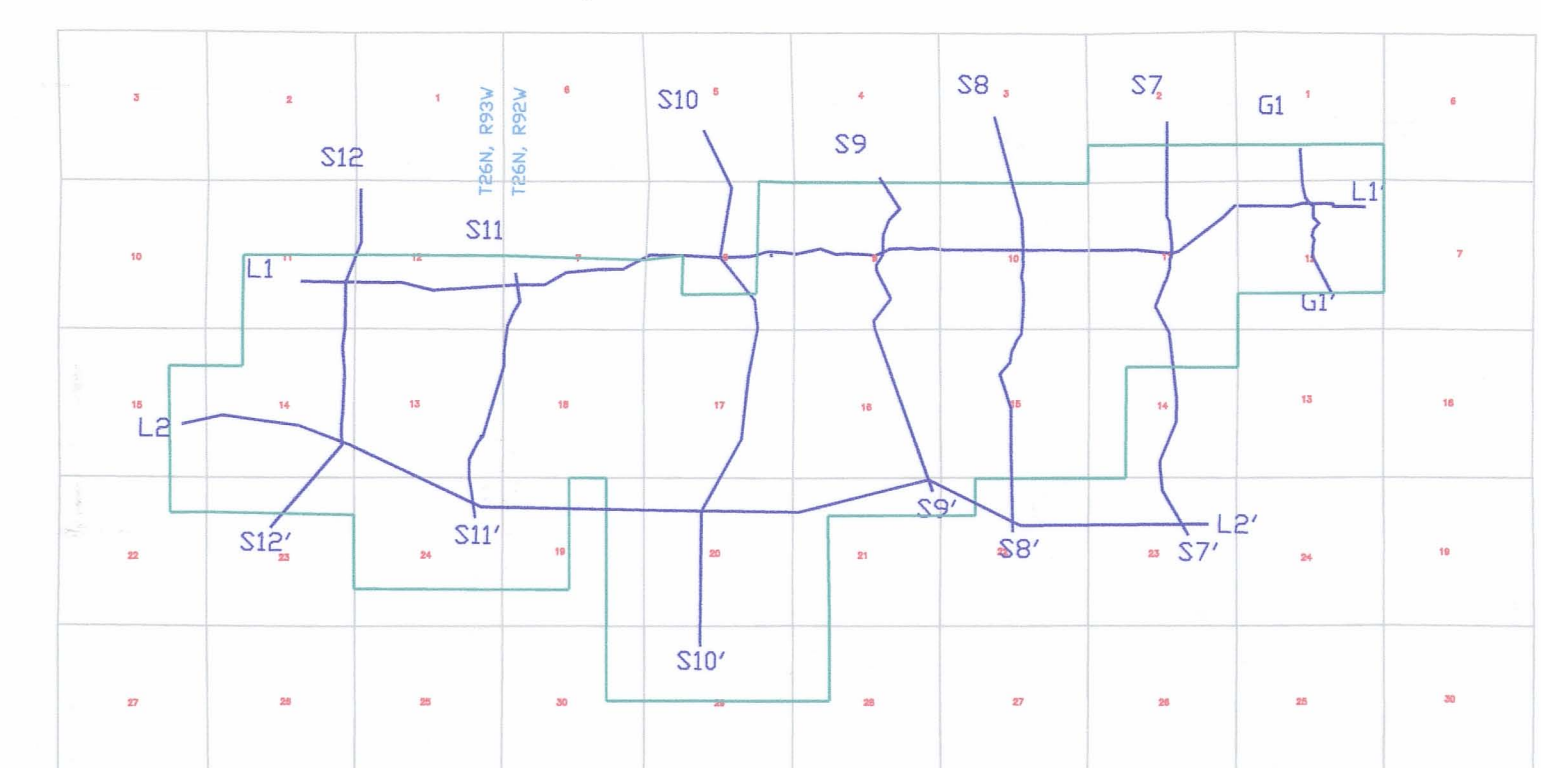 3 2 1 6 5 4 3 2 1 6
S10 S8 S7 G1
T26N, R93W
T26N, R92W
S12 S9
S11 L1'
10 11 12 7 8 9 10 11 12 7
L1
G1'
15 14 13 18 17 16 15 14 13 18
L2
S9'
S12' S11' S8' S7' L2'
22 23 24 19 20 21 22 23 24 19
S10'
27 26 25 30 29 28 27 26 25 30